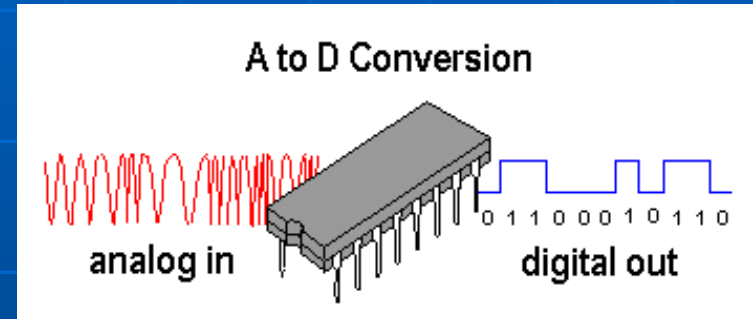 A to D Conversion
0 1 1 0 0 0 1 0 1 1 0
analog in
digital out